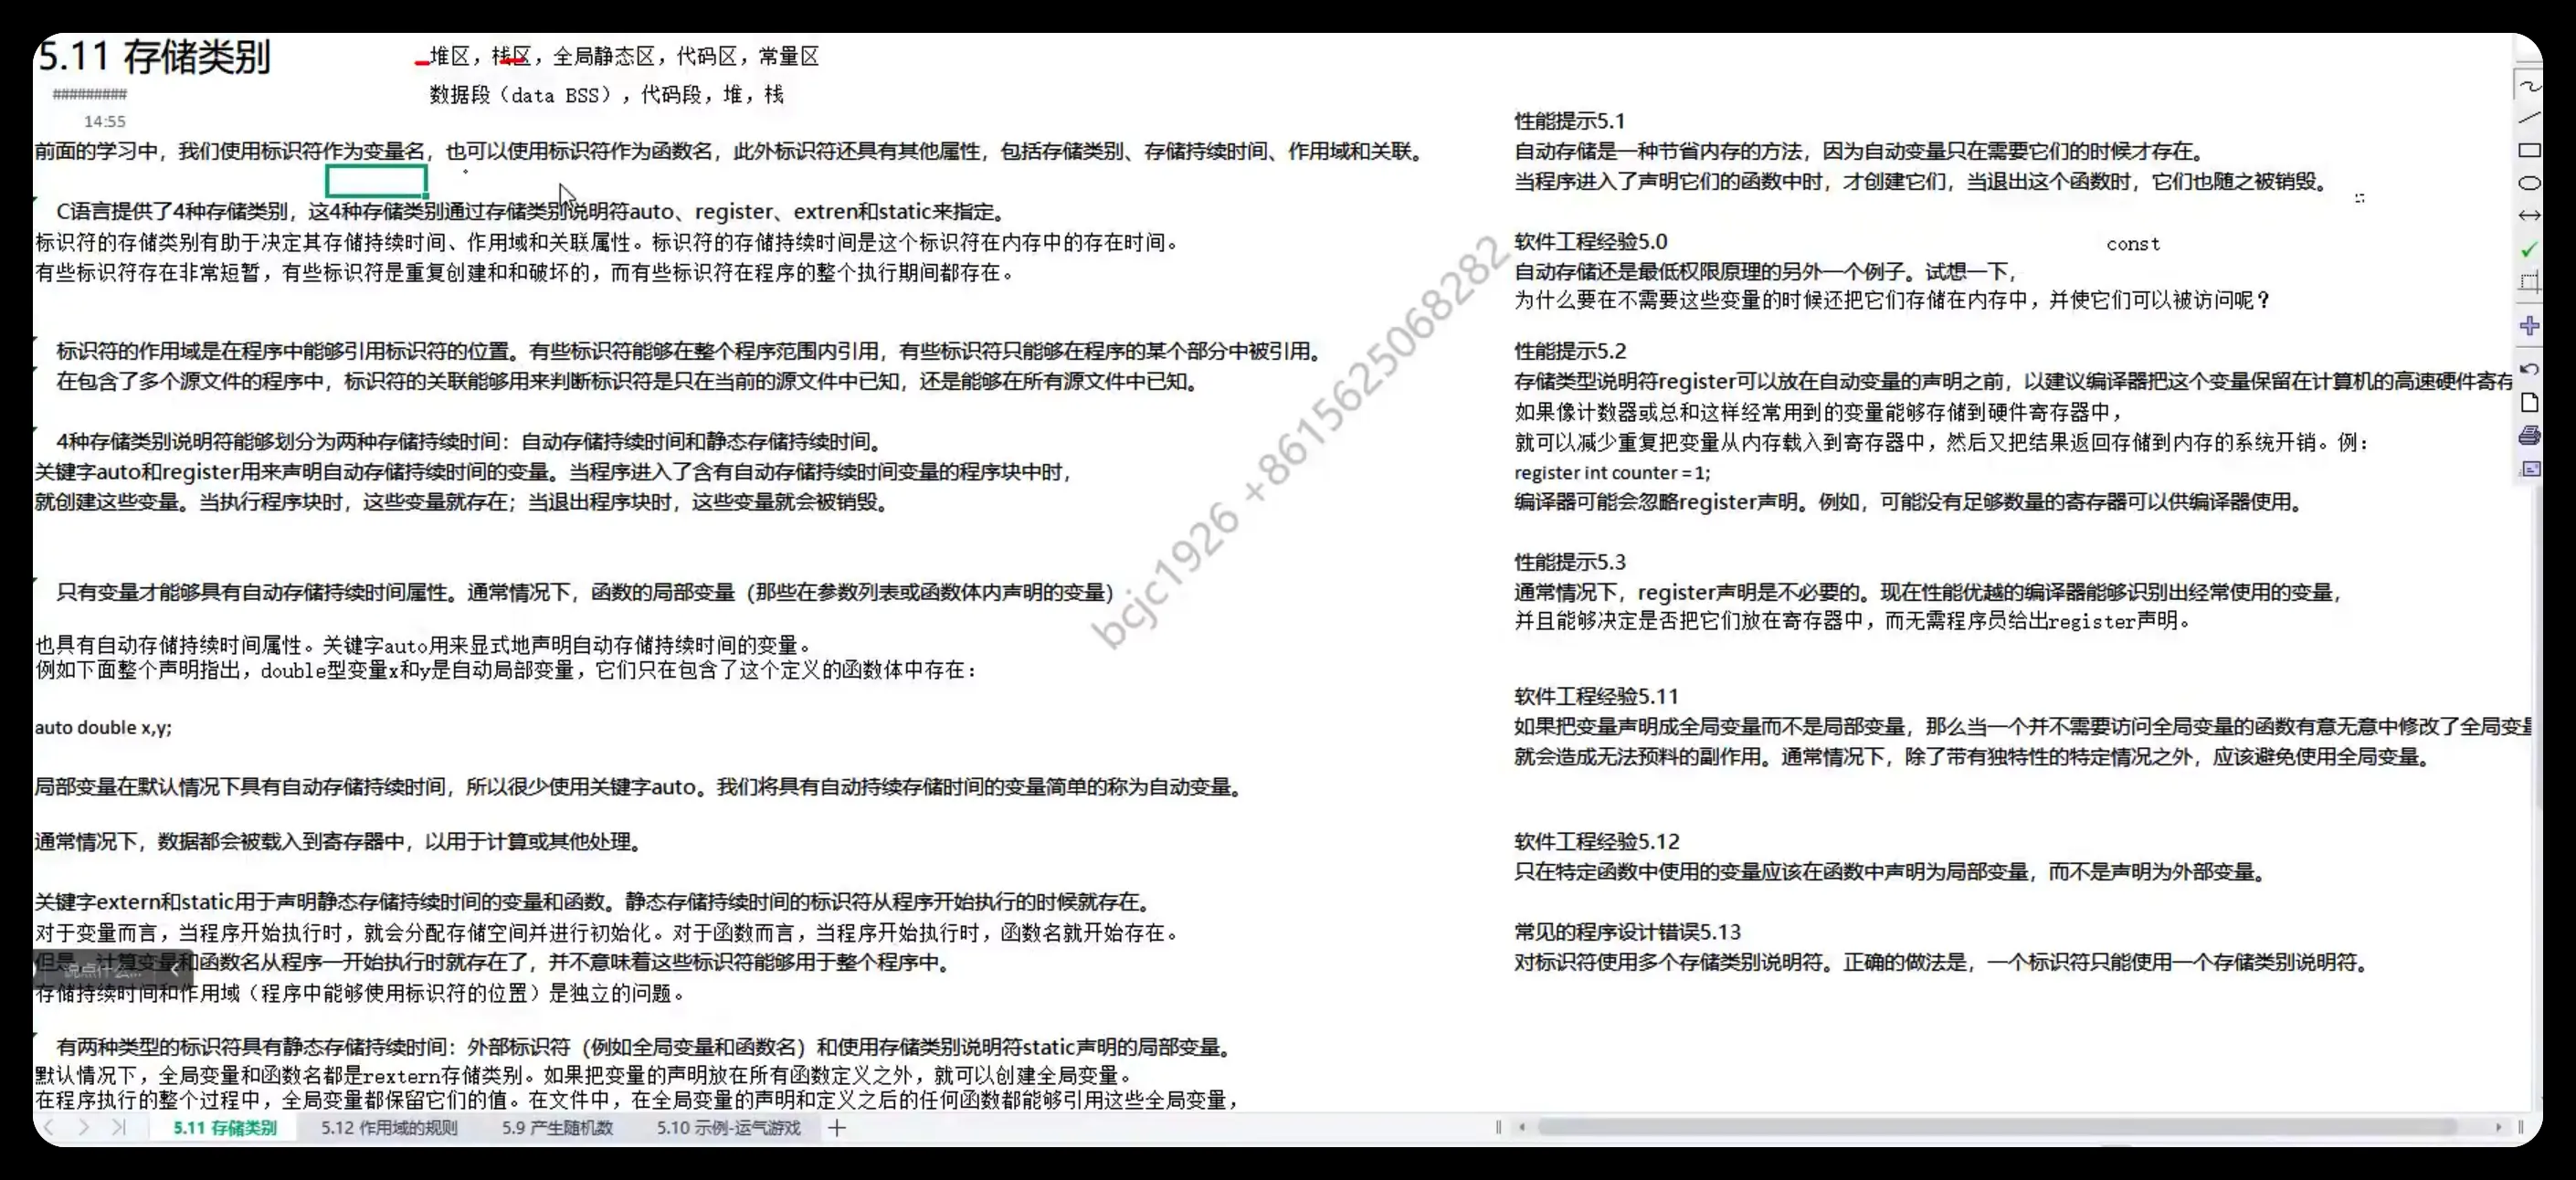 5.11 存储类别
堆区，栈区，全局静态区，代码区，常量区
数据段（data BSS），代码段，堆，栈
##########
14:55
前面的学习中，我们使用标识符作为变量名，也可以使用标识符作为函数名，此外标识符还具有其他属性，包括存储类别、存储持续时间、作用域和关联。
C语言提供了4种存储类别，这4种存储类别通过存储类别说明符auto、register、extren和static来指定。
标识符的存储类别有助于决定其存储持续时间、作用域和关联属性。标识符的存储持续时间是这个标识符在内存中的存在时间。
有些标识符存在非常短暂，有些标识符是重复创建和和破坏的，而有些标识符在程序的整个执行期间都存在。
标识符的作用域是在程序中能够引用标识符的位置。有些标识符能够在整个程序范围内引用，有些标识符只能够在程序的某个部分中被引用。
在包含了多个源文件的程序中，标识符的关联能够用来判断标识符是只在当前的源文件中已知，还是能够在所有源文件中已知。
4种存储类别说明符能够划分为两种存储持续时间：自动存储持续时间和静态存储持续时间。
关键字auto和register用来声明自动存储持续时间的变量。当程序进入了含有自动存储持续时间变量的程序块中时，
就创建这些变量。当执行程序块时，这些变量就存在；当退出程序块时，这些变量就会被销毁。
只有变量才能够具有自动存储持续时间属性。通常情况下，函数的局部变量（那些在参数列表或函数体内声明的变量）
也具有自动存储持续时间属性。关键字auto用来显式地声明自动存储持续时间的变量。
例如下面整个声明指出，double型变量x和y是自动局部变量，它们只在包含了这个定义的函数体中存在：
auto double x,y;
局部变量在默认情况下具有自动存储持续时间，所以很少使用关键字auto。我们将具有自动持续存储时间的变量简单的称为自动变量。
通常情况下，数据都会被载入到寄存器中，以用于计算或其他处理。
关键字extern和static用于声明静态存储持续时间的变量和函数。静态存储持续时间的标识符从程序开始执行的时候就存在。
对于变量而言，当程序开始执行时，就会分配存储空间并进行初始化。对于函数而言，当程序开始执行时，函数名就开始存在。
但是，计算变量和函数名从程序一开始执行时就存在了，并不意味着这些标识符能够用于整个程序中。
说点什么...
存储持续时间和作用域（程序中能够使用标识符的位置）是独立的问题。
有两种类型的标识符具有静态存储持续时间：外部标识符（例如全局变量和函数名）和使用存储类别说明符static声明的局部变量。
默认情况下，全局变量和函数名都是rextern存储类别。如果把变量的声明放在所有函数定义之外，就可以创建全局变量。
在程序执行的整个过程中，全局变量都保留它们的值。在文件中，在全局变量的声明和定义之后的任何函数都能够引用这些全局变量，
性能提示5.1
自动存储是一种节省内存的方法，因为自动变量只在需要它们的时候才存在。
当程序进入了声明它们的函数中时，才创建它们，当退出这个函数时，它们也随之被销毁。
软件工程经验5.0
const
自动存储还是最低权限原理的另外一个例子。试想一下，
为什么要在不需要这些变量的时候还把它们存储在内存中，并使它们可以被访问呢？
性能提示5.2
存储类型说明符register可以放在自动变量的声明之前，以建议编译器把这个变量保留在计算机的高速硬件寄存
如果像计数器或总和这样经常用到的变量能够存储到硬件寄存器中，
就可以减少重复把变量从内存载入到寄存器中，然后又把结果返回存储到内存的系统开销。例：
register int counter = 1;
编译器可能会忽略register声明。例如，可能没有足够数量的寄存器可以供编译器使用。
性能提示5.3
通常情况下，register声明是不必要的。现在性能优越的编译器能够识别出经常使用的变量，
并且能够决定是否把它们放在寄存器中，而无需程序员给出register声明。
软件工程经验5.11
如果把变量声明成全局变量而不是局部变量，那么当一个并不需要访问全局变量的函数有意无意中修改了全局变量
就会造成无法预料的副作用。通常情况下，除了带有独特性的特定情况之外，应该避免使用全局变量。
软件工程经验5.12
只在特定函数中使用的变量应该在函数中声明为局部变量，而不是声明为外部变量。
常见的程序设计错误5.13
对标识符使用多个存储类别说明符。正确的做法是，一个标识符只能使用一个存储类别说明符。
bcjc1926 +8615625068282
5.11 存储类别
5.12 作用域的规则
5.9 产生随机数
5.10 示例-运气游戏